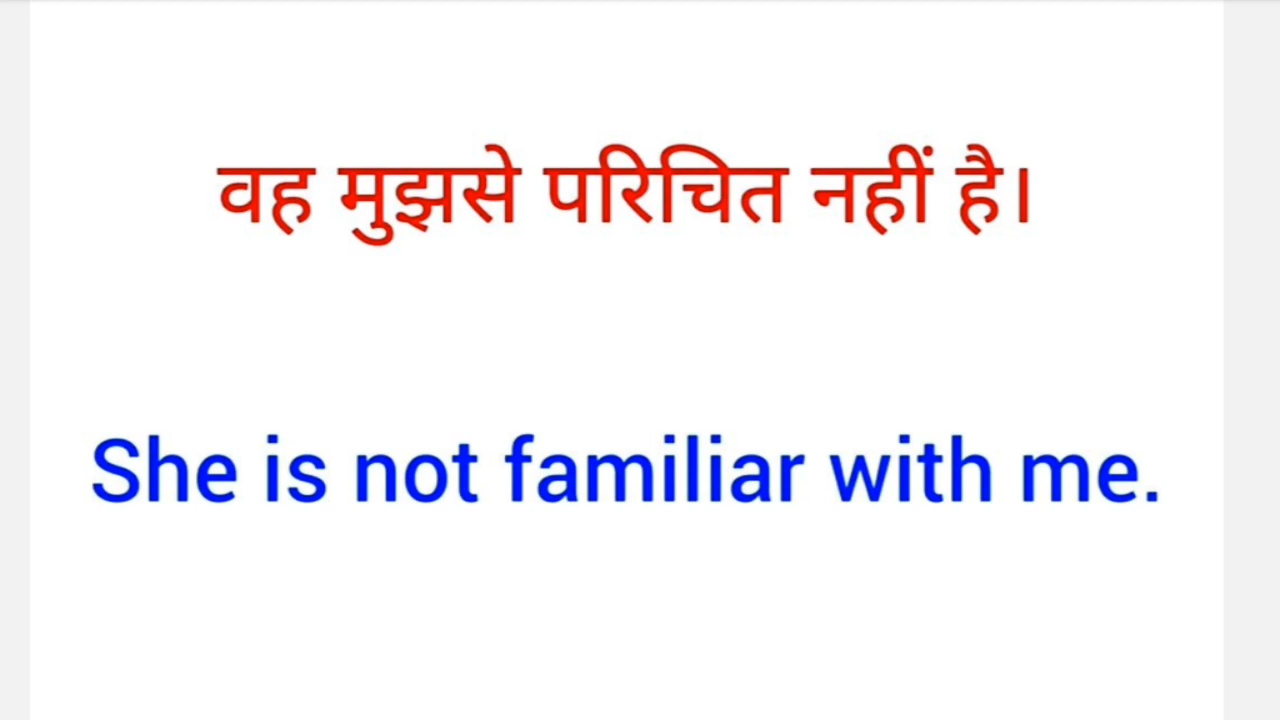 वह मुझसे परिचित नहीं है।
She is not familiar with me.